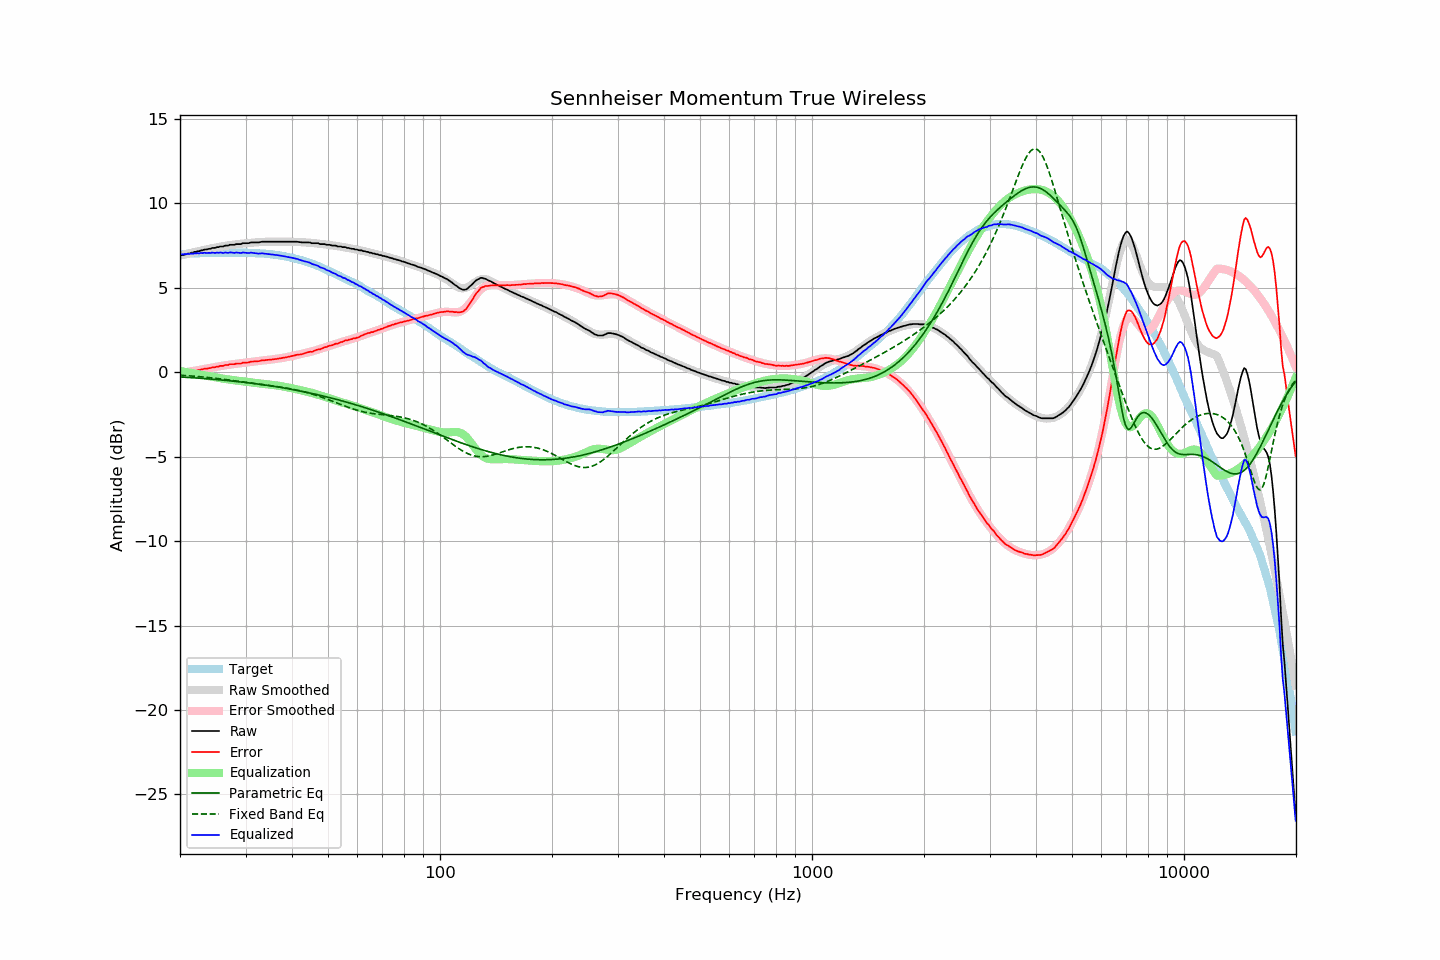 Sennheiser Momentum True Wireless
15
10
5
0
−5
−10
−15
−20
−25
Amplitude (dBr)
Target
Raw Smoothed
Error Smoothed
Raw
Error
Equalization
Parametric Eq
Fixed Band Eq
Equalized
100
1000
10000
Frequency (Hz)